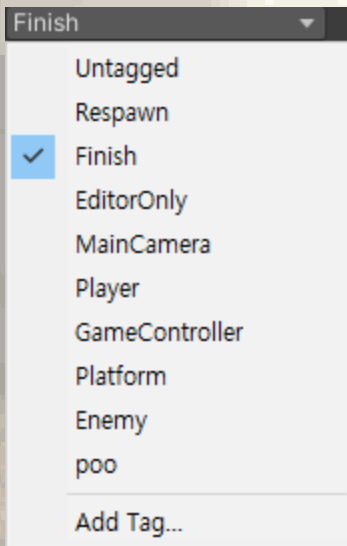 Finish
Untagged
Respawn
Finish
EditorOnly
MainCamera
Player
GameController
Platform
Enemy
poo
Add Tag...